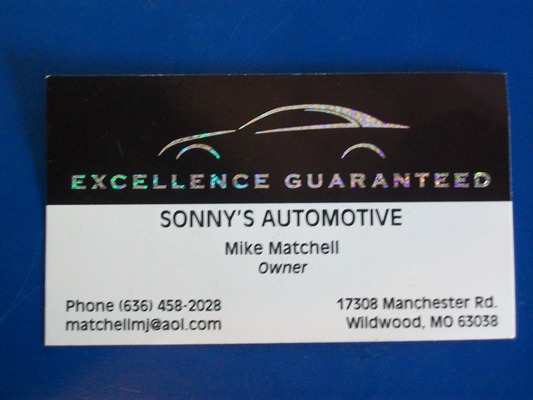 EXCELLENCE GUARANTEED
SONNY'S AUTOMOTIVE
Mike Matchell
Owner
Phone (636) 458-2028
matchellmj@aol.com
17308 Manchester Rd.
Wildwood, MO 63038